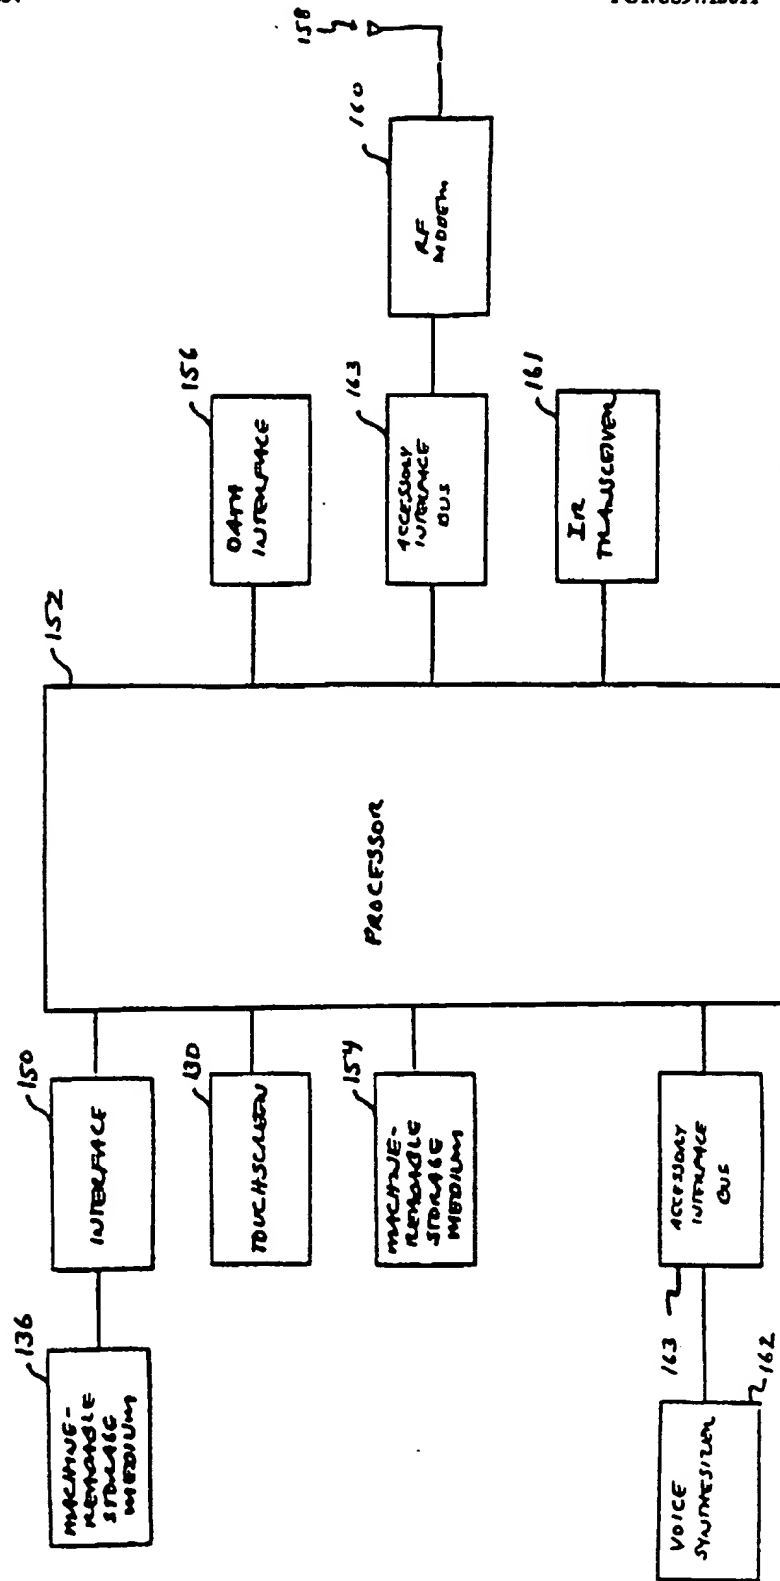 136
MACHINE-
READABLE
STORAGE
MEDIUM
150
INTERFACE
130
TOUCHSCREEN
154
MACHINE-
READABLE
STORAGE
MEDIUM
163
ACCESSORY
INTERFACE
BUS
162
VOICE
SYNTHESIZER
152
PROCESSOR
156
DATA
INTERFACE
163
ACCESSORY
INTERFACE
BUS
161
IR
TRANSCEIVER
160
RF
MODEM
158